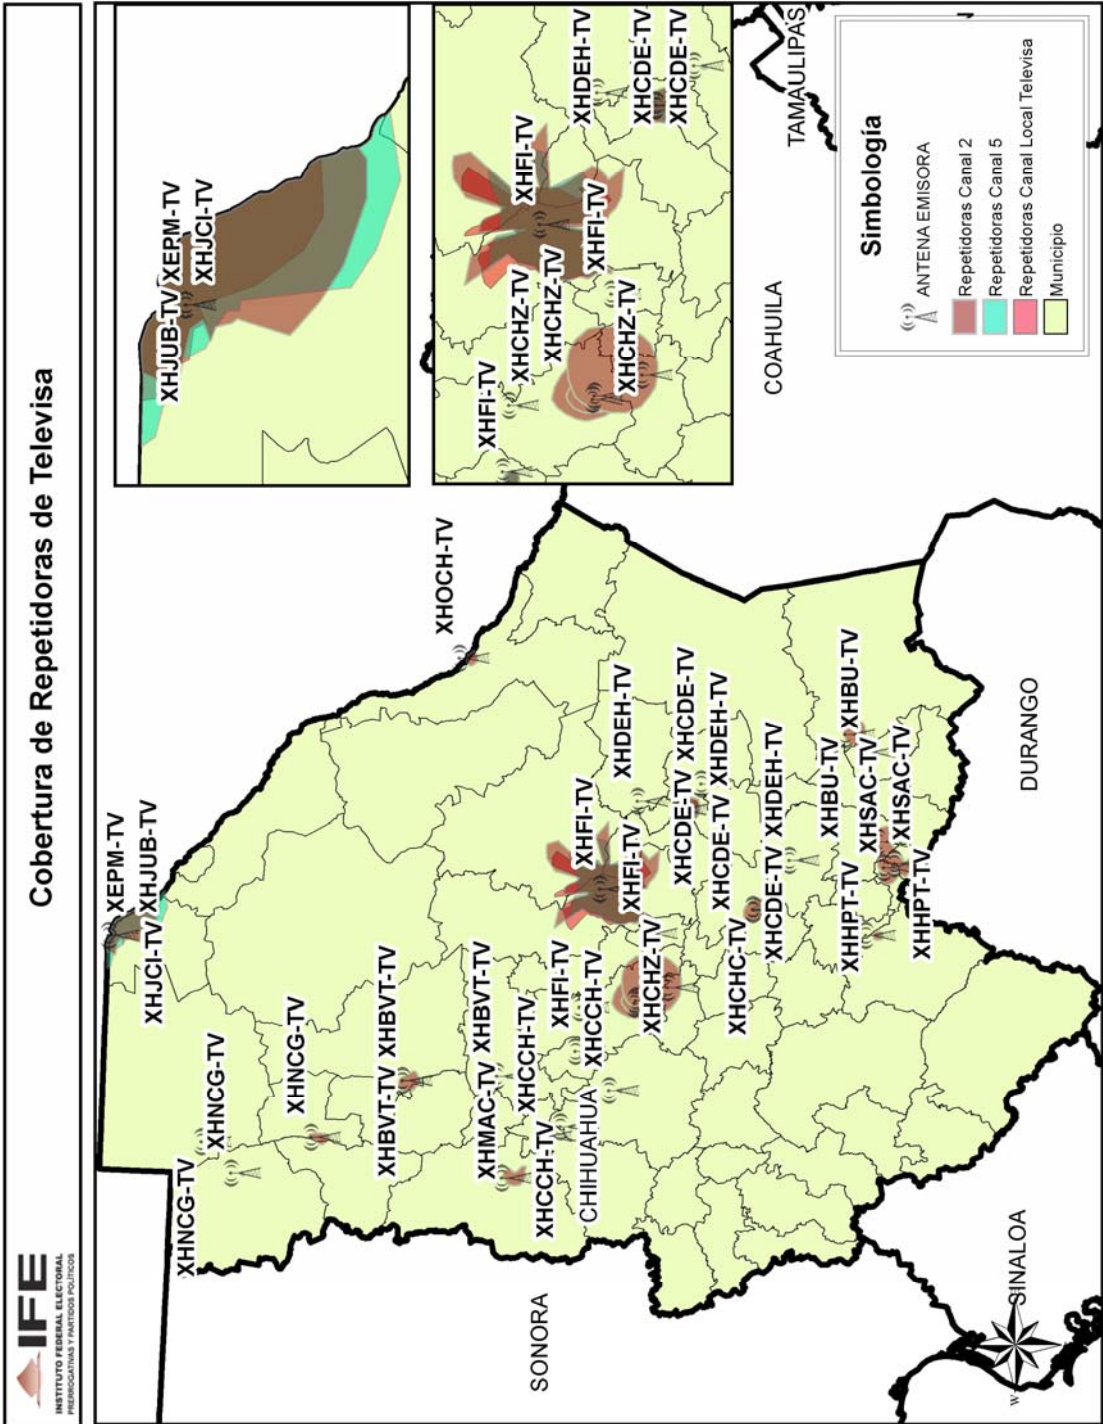 IFE
INSTITUTO FEDERAL ELECTORAL
PRERROGATIVAS Y PARTIDOS POLÍTICOS
Cobertura de Repetidoras de Televisa
XEPM-TV
XHJUB-TV
XHJCI-TV
XHNCG-TV
XHNCG-TV
XHNCG-TV
XHBVT-TV
XHBVT-TV
XHMAC-TV
XHBVT-TV
XHCCH-TV
XHCCH-TV
XHFI-TV
XHCCH-TV
CHIHUAHUA
XHOCH-TV
XHFI-TV
XHFI-TV
XHDEH-TV
XHCHZ-TV
XHCDE-TV
XHCDE-TV
XHCDE-TV
XHDEH-TV
XHCHC-TV
XHCDE-TV
XHDEH-TV
XHBU-TV
XHBU-TV
XHHPT-TV
XHSAC-TV
XHSAC-TV
XHHPT-TV
SONORA
SINALOA
DURANGO
W
XHJUB-TV
XEPM-TV
XHJCI-TV
XHFI-TV
XHCHZ-TV
XHCHZ-TV
XHCHZ-TV
XHFI-TV
XHFI-TV
XHDEH-TV
XHCDE-TV
XHCDE-TV
COAHUILA
TAMAULIPAS
Simbología
ANTENA EMISORA
Repetidoras Canal 2
Repetidoras Canal 5
Repetidoras Canal Local Televisa
Municipio